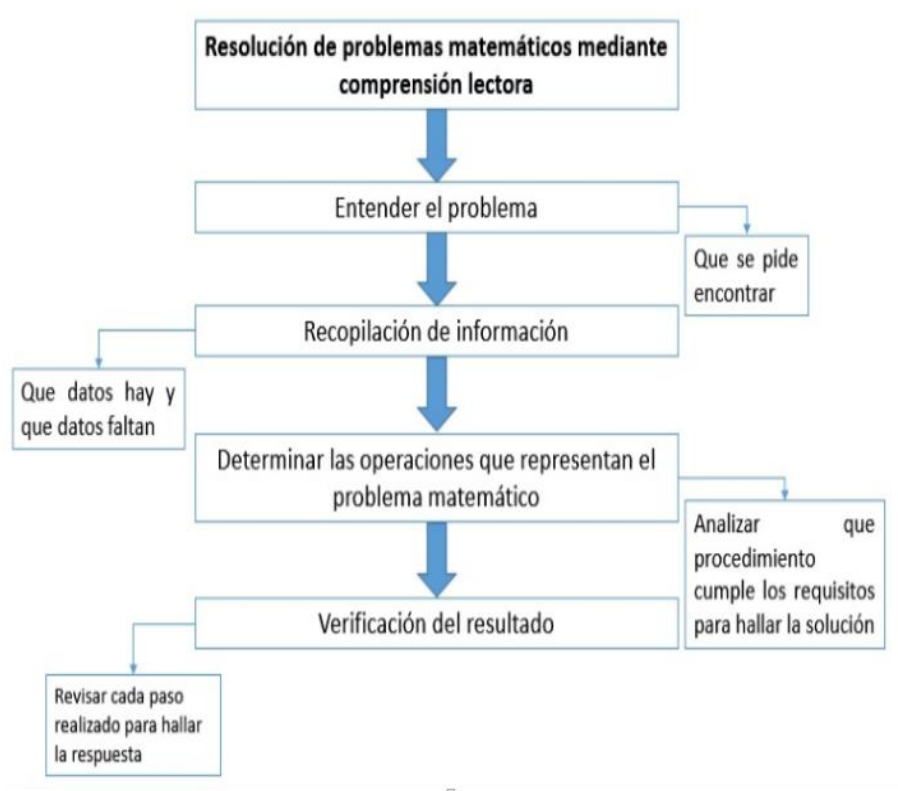 Resolución de problemas matemáticos mediante
comprensión lectora
Entender el problema
Que se pide
encontrar
Recopilación de información
Que datos hay y
que datos faltan
Determinar las operaciones que representan el
problema matemático
Analizar que
procedimiento
cumple los requisitos
para hallar la solución
Verificación del resultado
Revisar cada paso
realizado para hallar
la respuesta